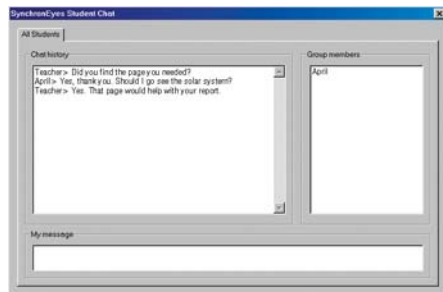 SynchronEyes Student Chat
All Students
Chat history
Group members
Teacher> Did you find the page you needed?
April> Yes, thank you. Should I go see the solar system?
Teacher> Yes. That page would help with your report.
April
My message